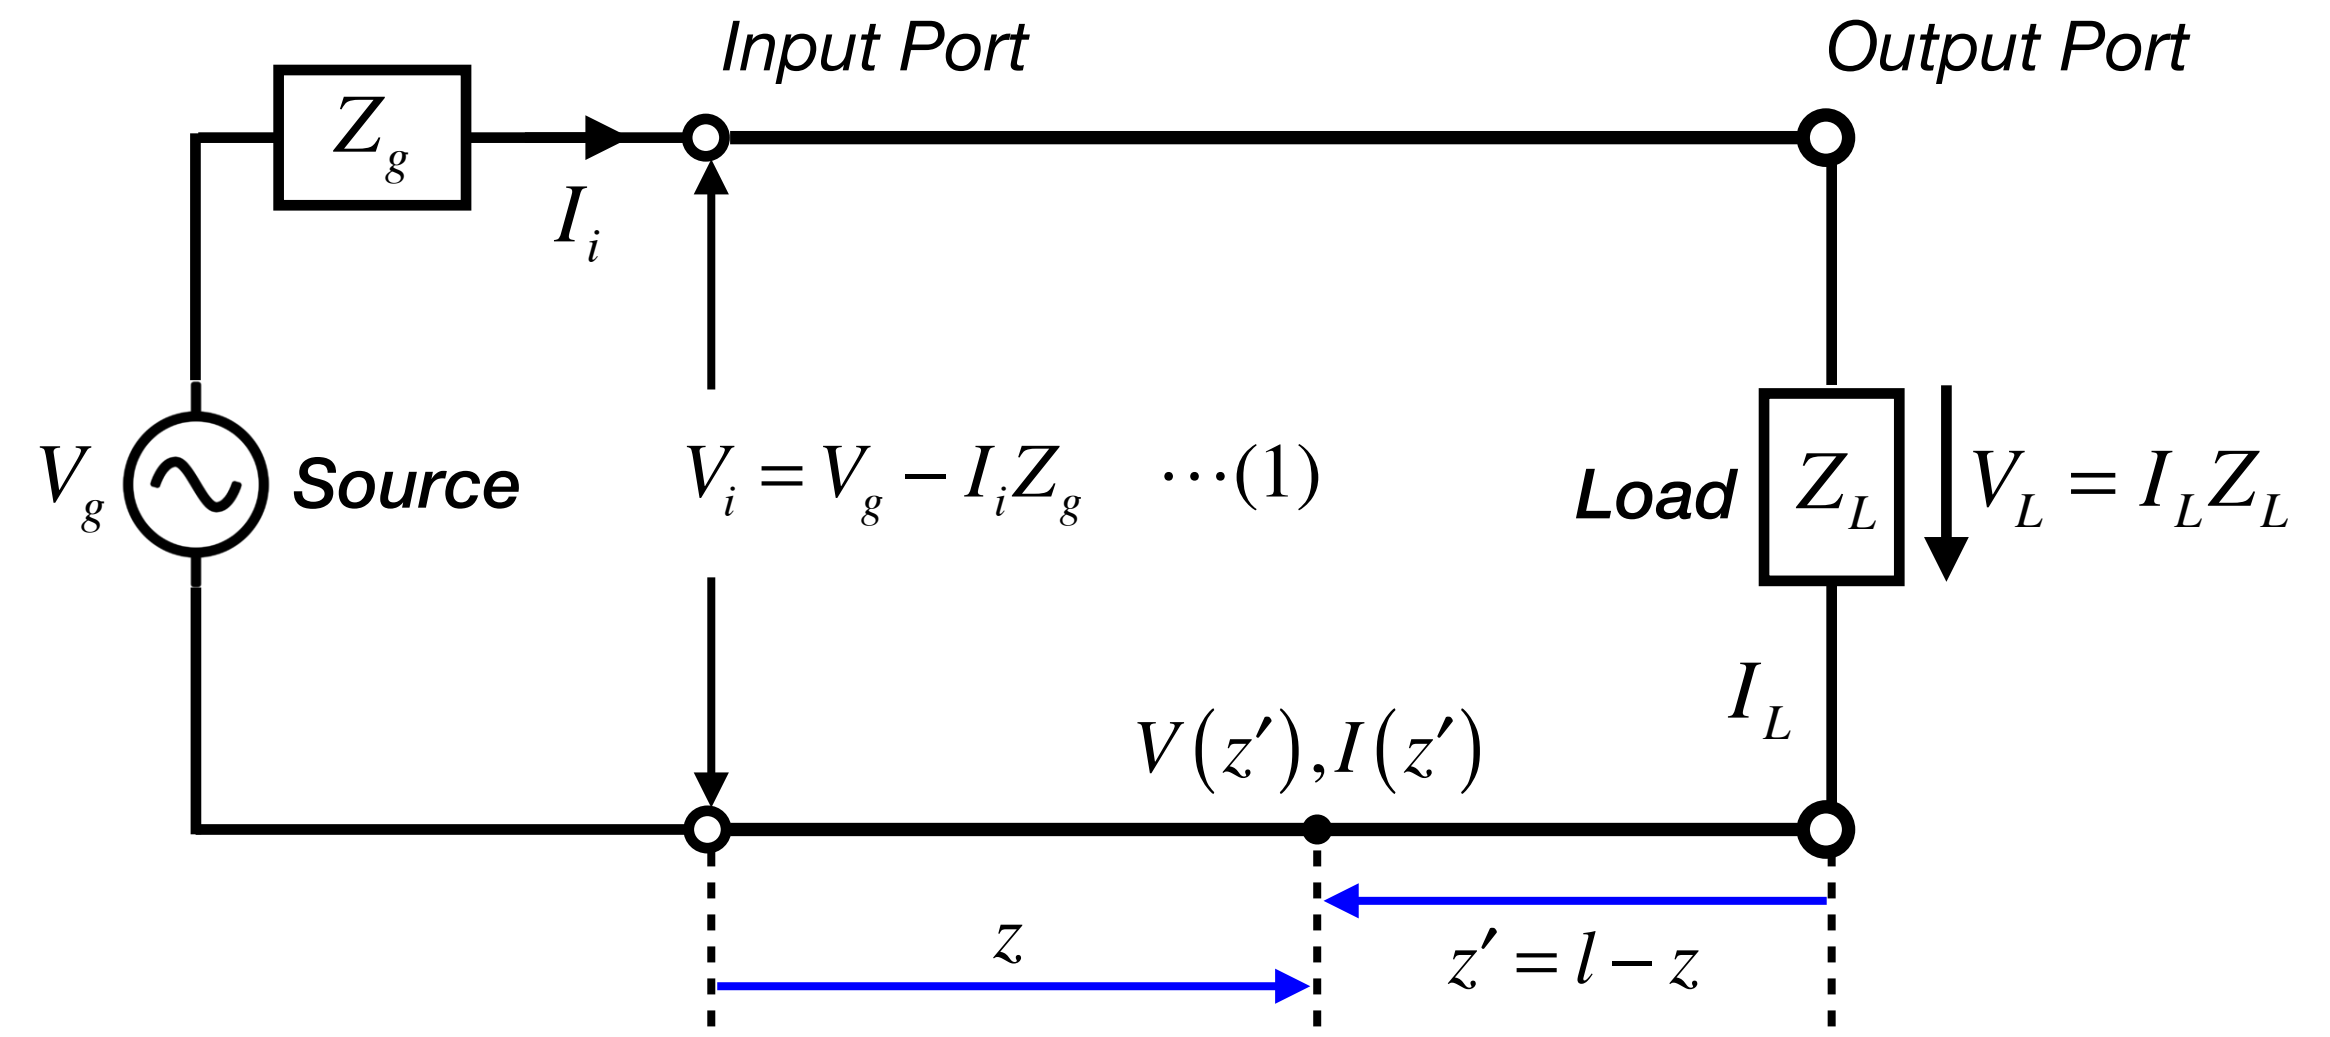 Input Port
Output Port
Z_g
I_i
V_g
Source
V_i = V_g − I_i Z_g ⋯(1)
Load
Z_L
V_L = I_L Z_L
I_L
V(z′), I(z′)
z
z′ = l − z